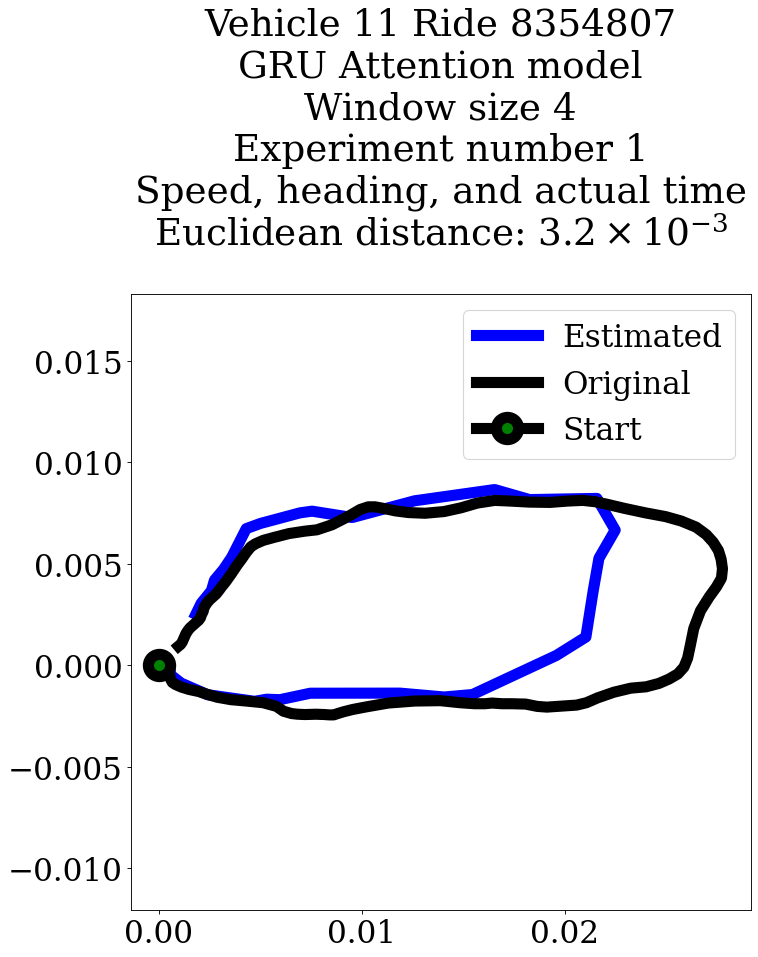 Vehicle 11 Ride 8354807
GRU Attention model
Window size 4
Experiment number 1
Speed, heading, and actual time
Euclidean distance: 3.2 × 10⁻³
Estimated
Original
Start
0.015
0.010
0.005
0.000
−0.005
−0.010
0.00 0.01 0.02